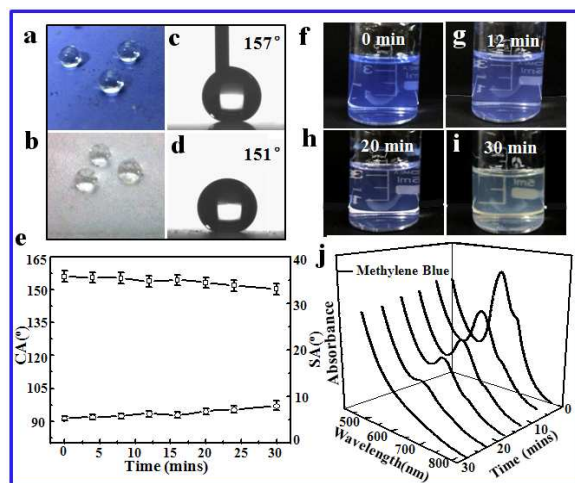 a
c
157°
b
d
151°
f
0 min
g
12 min
h
20 min
i
30 min
e
165
150
135
120
105
90
CA(°)
40
30
20
10
0
SA(°)
0 5 10 15 20 25 30
Time (mins)
j
Methylene Blue
Absorbance
500
600
700
800
Wavelength(nm)
30
20
10
0
Time (mins)